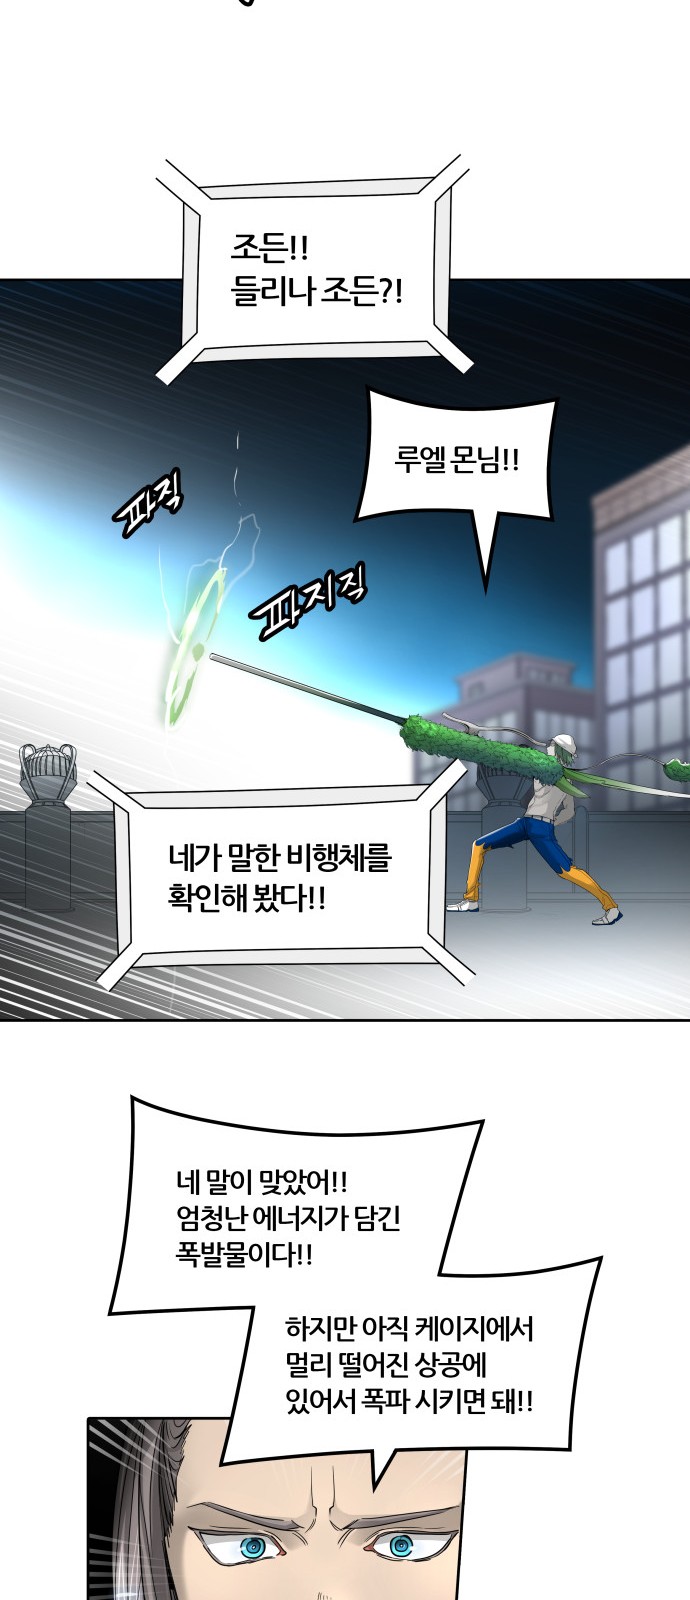 조든!!
들리나 조든?!
루엘 몬님!!
파직
파지직
네가 말한 비행체를
확인해 봤다!!
네 말이 맞았어!!
엄청난 에너지가 담긴
폭발물이다!!
하지만 아직 케이지에서
멀리 떨어진 상공에
있어서 폭파 시키면 돼!!